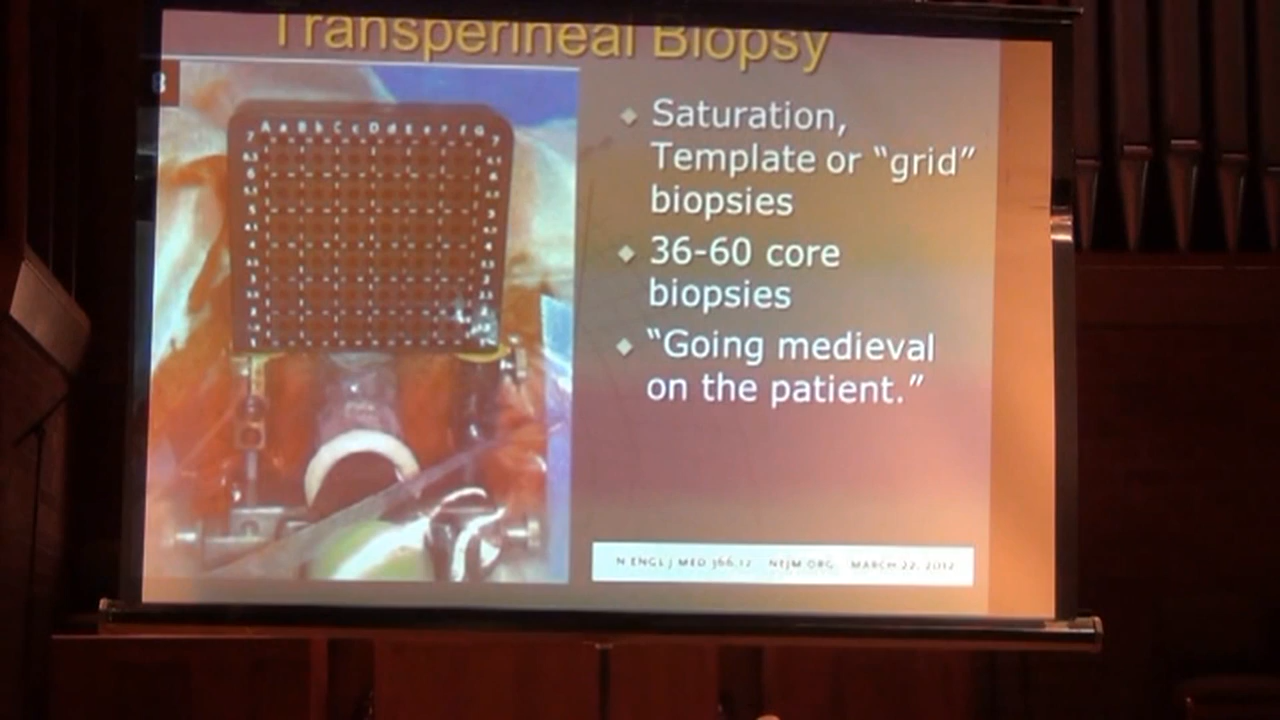 Transperineal Biopsy
B
A a B b C c D d E e F f G
Saturation,
Template or “grid”
biopsies
36-60 core
biopsies
“Going medieval
on the patient.”
N ENGL J MED 366;12 NEJM.ORG MARCH 22, 2012